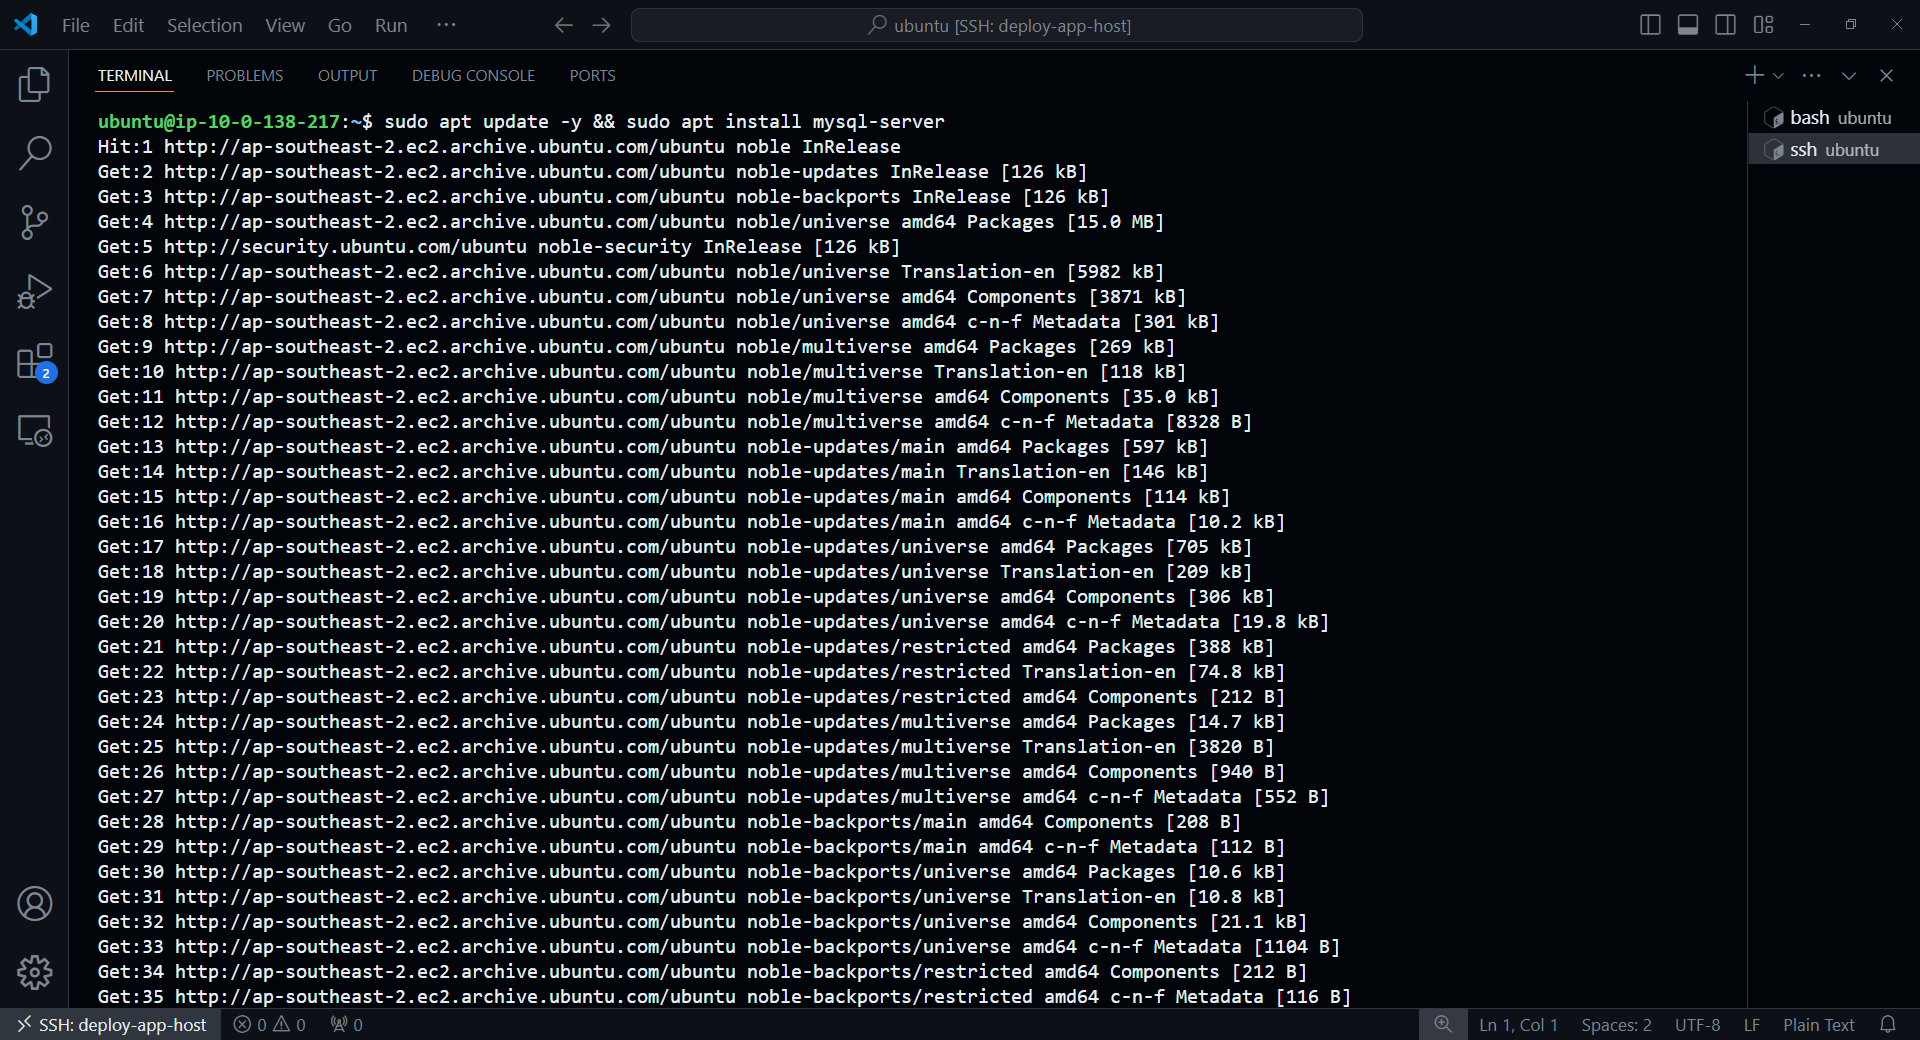 File Edit Selection View Go Run ··· ubuntu [SSH: deploy-app-host]
TERMINAL PROBLEMS OUTPUT DEBUG CONSOLE PORTS
ubuntu@ip-10-0-138-217:~$ sudo apt update -y && sudo apt install mysql-server
Hit:1 http://ap-southeast-2.ec2.archive.ubuntu.com/ubuntu noble InRelease
Get:2 http://ap-southeast-2.ec2.archive.ubuntu.com/ubuntu noble-updates InRelease [126 kB]
Get:3 http://ap-southeast-2.ec2.archive.ubuntu.com/ubuntu noble-backports InRelease [126 kB]
Get:4 http://ap-southeast-2.ec2.archive.ubuntu.com/ubuntu noble/universe amd64 Packages [15.0 MB]
Get:5 http://security.ubuntu.com/ubuntu noble-security InRelease [126 kB]
Get:6 http://ap-southeast-2.ec2.archive.ubuntu.com/ubuntu noble/universe Translation-en [5982 kB]
Get:7 http://ap-southeast-2.ec2.archive.ubuntu.com/ubuntu noble/universe amd64 Components [3871 kB]
Get:8 http://ap-southeast-2.ec2.archive.ubuntu.com/ubuntu noble/universe amd64 c-n-f Metadata [301 kB]
Get:9 http://ap-southeast-2.ec2.archive.ubuntu.com/ubuntu noble/multiverse amd64 Packages [269 kB]
Get:10 http://ap-southeast-2.ec2.archive.ubuntu.com/ubuntu noble/multiverse Translation-en [118 kB]
Get:11 http://ap-southeast-2.ec2.archive.ubuntu.com/ubuntu noble/multiverse amd64 Components [35.0 kB]
Get:12 http://ap-southeast-2.ec2.archive.ubuntu.com/ubuntu noble/multiverse amd64 c-n-f Metadata [8328 B]
Get:13 http://ap-southeast-2.ec2.archive.ubuntu.com/ubuntu noble-updates/main amd64 Packages [597 kB]
Get:14 http://ap-southeast-2.ec2.archive.ubuntu.com/ubuntu noble-updates/main Translation-en [146 kB]
Get:15 http://ap-southeast-2.ec2.archive.ubuntu.com/ubuntu noble-updates/main amd64 Components [114 kB]
Get:16 http://ap-southeast-2.ec2.archive.ubuntu.com/ubuntu noble-updates/main amd64 c-n-f Metadata [10.2 kB]
Get:17 http://ap-southeast-2.ec2.archive.ubuntu.com/ubuntu noble-updates/universe amd64 Packages [705 kB]
Get:18 http://ap-southeast-2.ec2.archive.ubuntu.com/ubuntu noble-updates/universe Translation-en [209 kB]
Get:19 http://ap-southeast-2.ec2.archive.ubuntu.com/ubuntu noble-updates/universe amd64 Components [306 kB]
Get:20 http://ap-southeast-2.ec2.archive.ubuntu.com/ubuntu noble-updates/universe amd64 c-n-f Metadata [19.8 kB]
Get:21 http://ap-southeast-2.ec2.archive.ubuntu.com/ubuntu noble-updates/restricted amd64 Packages [388 kB]
Get:22 http://ap-southeast-2.ec2.archive.ubuntu.com/ubuntu noble-updates/restricted Translation-en [74.8 kB]
Get:23 http://ap-southeast-2.ec2.archive.ubuntu.com/ubuntu noble-updates/restricted amd64 Components [212 B]
Get:24 http://ap-southeast-2.ec2.archive.ubuntu.com/ubuntu noble-updates/multiverse amd64 Packages [14.7 kB]
Get:25 http://ap-southeast-2.ec2.archive.ubuntu.com/ubuntu noble-updates/multiverse Translation-en [3820 B]
Get:26 http://ap-southeast-2.ec2.archive.ubuntu.com/ubuntu noble-updates/multiverse amd64 Components [940 B]
Get:27 http://ap-southeast-2.ec2.archive.ubuntu.com/ubuntu noble-updates/multiverse amd64 c-n-f Metadata [552 B]
Get:28 http://ap-southeast-2.ec2.archive.ubuntu.com/ubuntu noble-backports/main amd64 Components [208 B]
Get:29 http://ap-southeast-2.ec2.archive.ubuntu.com/ubuntu noble-backports/main amd64 c-n-f Metadata [112 B]
Get:30 http://ap-southeast-2.ec2.archive.ubuntu.com/ubuntu noble-backports/universe amd64 Packages [10.6 kB]
Get:31 http://ap-southeast-2.ec2.archive.ubuntu.com/ubuntu noble-backports/universe Translation-en [10.8 kB]
Get:32 http://ap-southeast-2.ec2.archive.ubuntu.com/ubuntu noble-backports/universe amd64 Components [21.1 kB]
Get:33 http://ap-southeast-2.ec2.archive.ubuntu.com/ubuntu noble-backports/universe amd64 c-n-f Metadata [1104 B]
Get:34 http://ap-southeast-2.ec2.archive.ubuntu.com/ubuntu noble-backports/restricted amd64 Components [212 B]
Get:35 http://ap-southeast-2.ec2.archive.ubuntu.com/ubuntu noble-backports/restricted amd64 c-n-f Metadata [116 B]
bash ubuntu
ssh ubuntu
2
SSH: deploy-app-host 0 0 0 Ln 1, Col 1 Spaces: 2 UTF-8 LF Plain Text